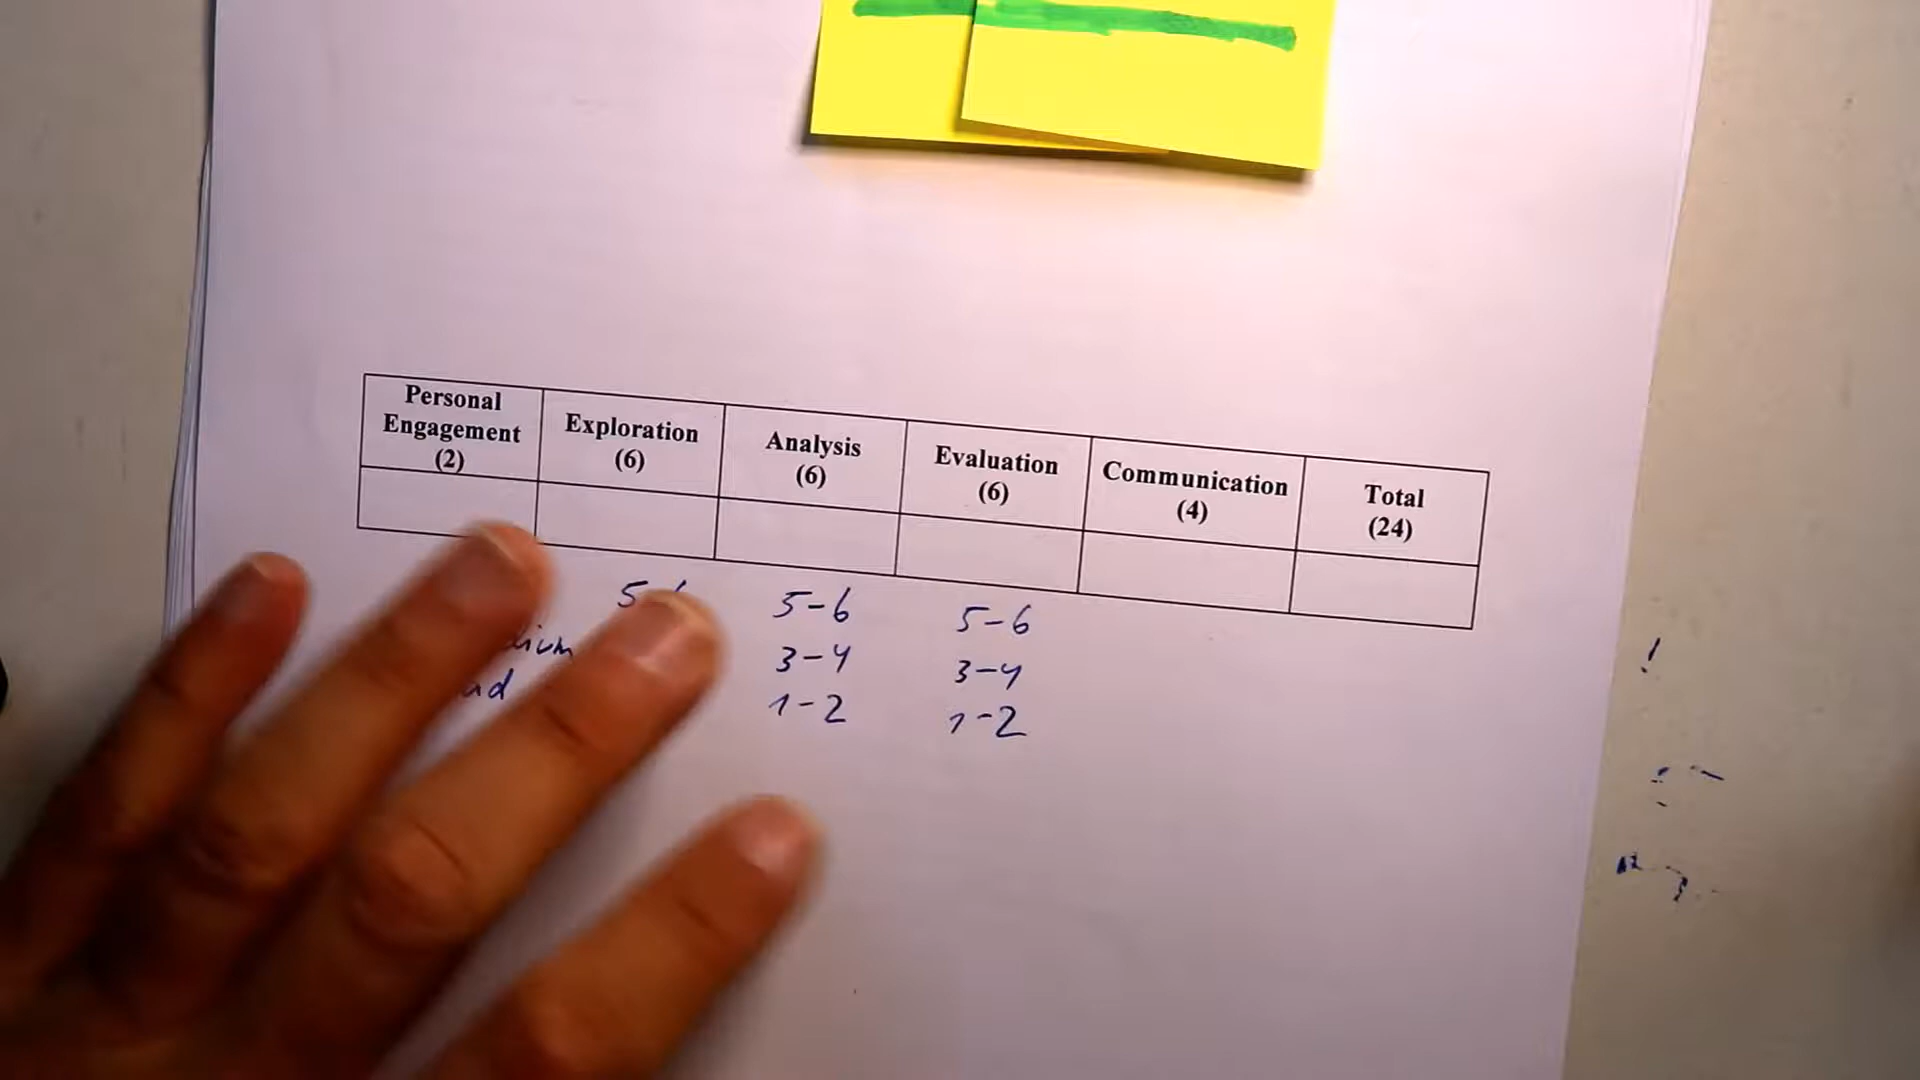 Personal
Engagement
(2)
Exploration
(6)
Analysis
(6)
Evaluation
(6)
Communication
(4)
Total
(24)
5-6 5-6
3-4 3-4
1-2 1-2